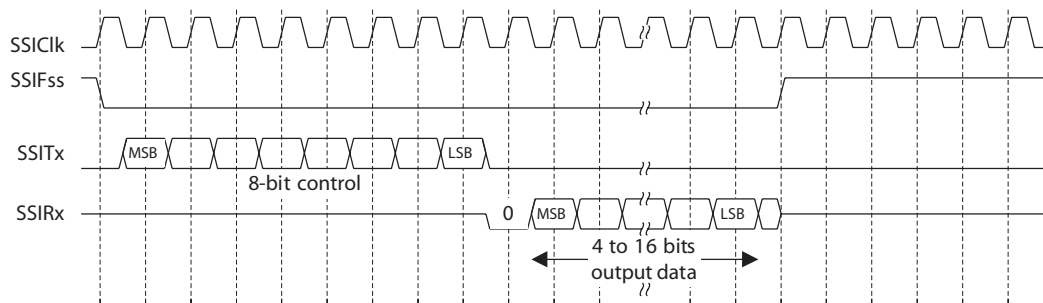 SSIClk
SSIFss
SSITx
MSB
LSB
8-bit control
SSIRx
0
MSB
LSB
4 to 16 bits
output data